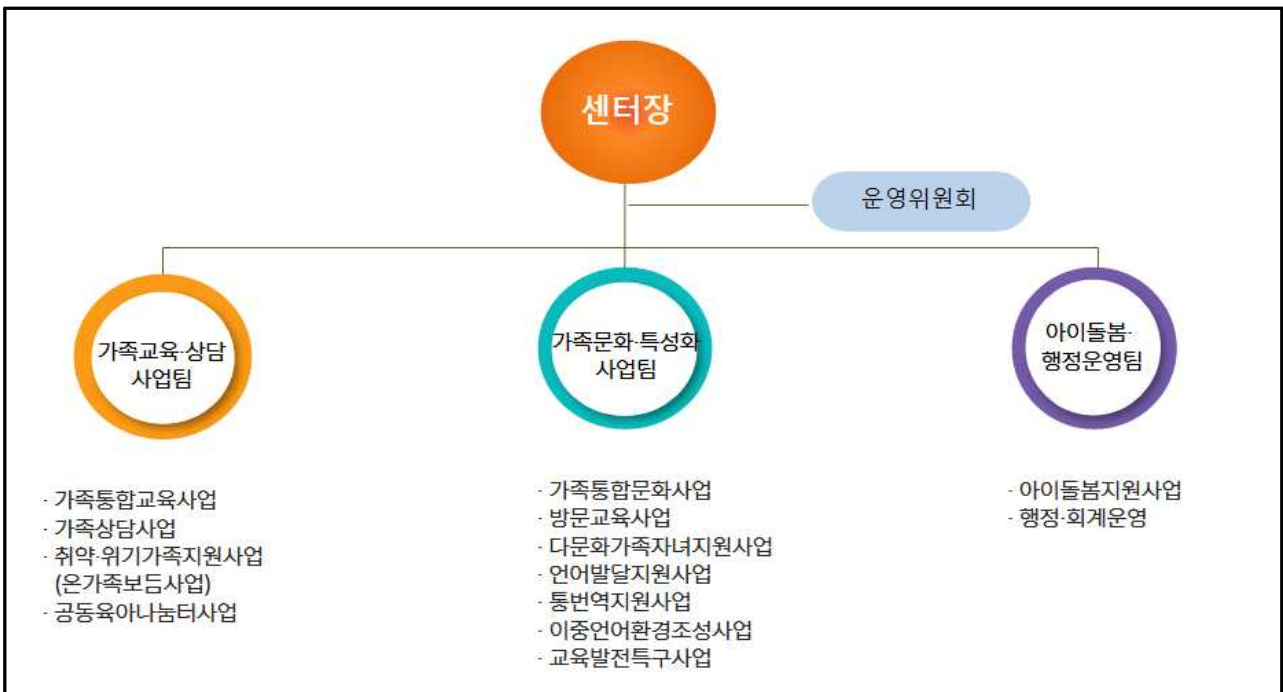 센터장
운영위원회
가족교육·상담
사업팀
가족문화·특성화
사업팀
아이돌봄·
행정운영팀
· 가족통합교육사업
· 가족상담사업
· 취약·위기가족지원사업
(온가족보듬사업)
· 공동육아나눔터사업
· 가족통합문화사업
· 방문교육사업
· 다문화가족자녀지원사업
· 언어발달지원사업
· 통번역지원사업
· 이중언어환경조성사업
· 교육발전특구사업
· 아이돌봄지원사업
· 행정·회계운영